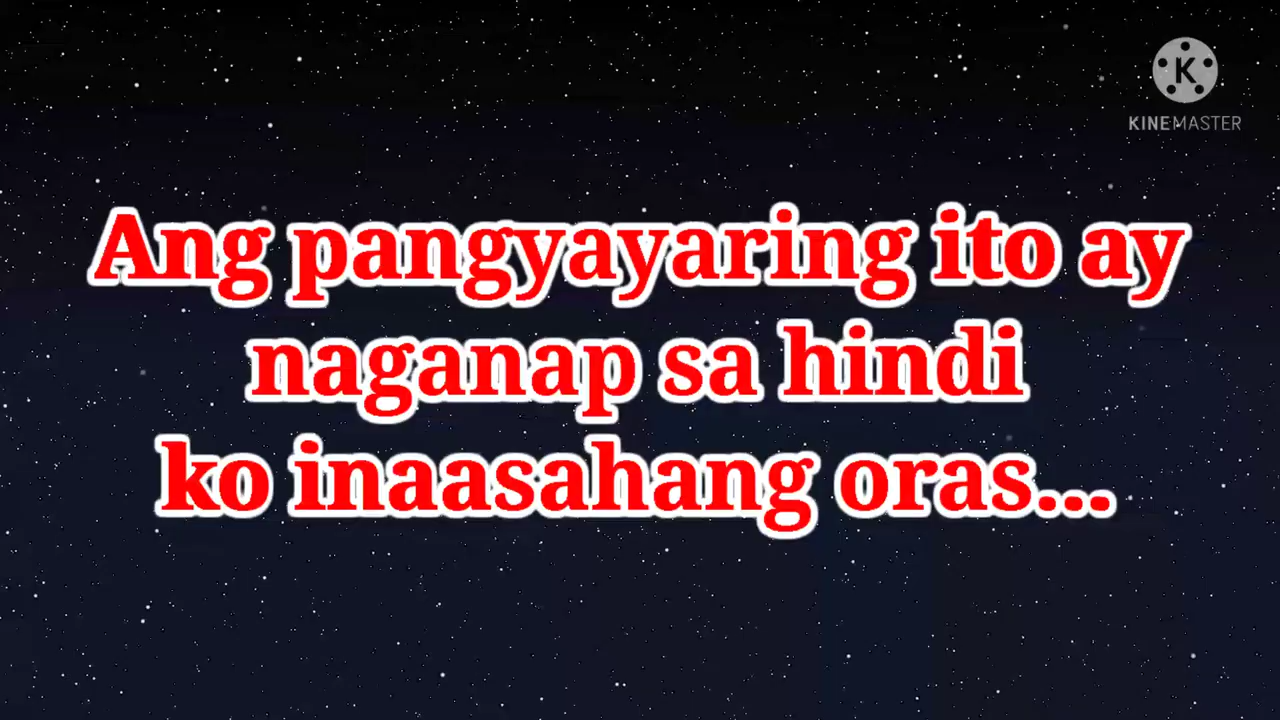 K
KINEMASTER
Ang pangyayaring ito ay
naganap sa hindi
ko inaasahang oras...